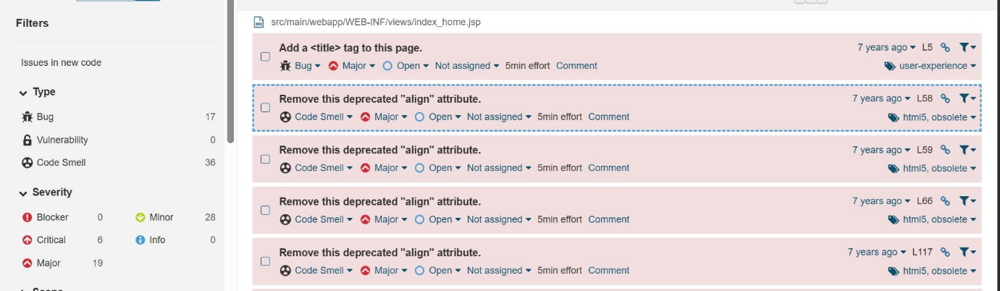 Filters
Issues in new code
Type
Bug 17
Vulnerability 0
Code Smell 36
Severity
Blocker 0 Minor 28
Critical 6 Info 0
Major 19
src/main/webapp/WEB-INF/views/index_home.jsp
Add a <title> tag to this page. 7 years ago L5
Bug Major Open Not assigned 5min effort Comment user-experience
Remove this deprecated "align" attribute. 7 years ago L58
Code Smell Major Open Not assigned 5min effort Comment html5, obsolete
Remove this deprecated "align" attribute. 7 years ago L59
Code Smell Major Open Not assigned 5min effort Comment html5, obsolete
Remove this deprecated "align" attribute. 7 years ago L66
Code Smell Major Open Not assigned 5min effort Comment html5, obsolete
Remove this deprecated "align" attribute. 7 years ago L117
Code Smell Major Open Not assigned 5min effort Comment html5, obsolete